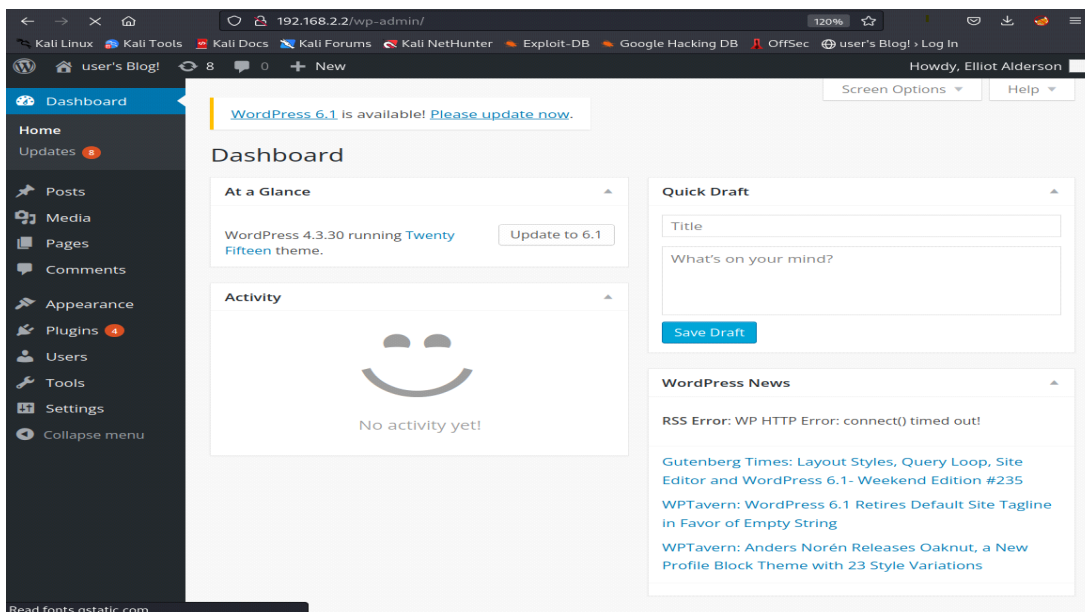 192.168.2.2/wp-admin/ 120%
Kali Linux Kali Tools Kali Docs Kali Forums Kali NetHunter Exploit-DB Google Hacking DB OffSec user's Blog! › Log In
user's Blog! 8 0 + New Howdy, Elliot Alderson
Screen Options Help
Dashboard
Home
Updates 8
Posts
Media
Pages
Comments
Appearance
Plugins 4
Users
Tools
Settings
Collapse menu
WordPress 6.1 is available! Please update now.
Dashboard
At a Glance
WordPress 4.3.30 running Twenty
Fifteen theme.
Update to 6.1
Activity
No activity yet!
Quick Draft
Title
What's on your mind?
Save Draft
WordPress News
RSS Error: WP HTTP Error: connect() timed out!
Gutenberg Times: Layout Styles, Query Loop, Site
Editor and WordPress 6.1- Weekend Edition #235
WPTavern: WordPress 6.1 Retires Default Site Tagline
in Favor of Empty String
WPTavern: Anders Norén Releases Oaknut, a New
Profile Block Theme with 23 Style Variations
Read fonts.gstatic.com